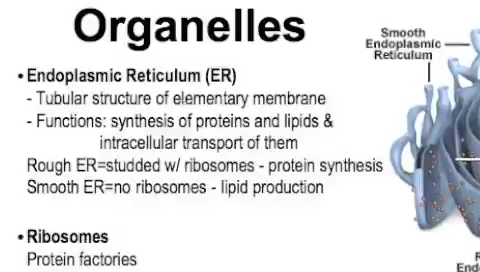 Organelles
Smooth
Endoplasmic
Reticulum
• Endoplasmic Reticulum (ER)
- Tubular structure of elementary membrane
- Functions: synthesis of proteins and lipids &
intracellular transport of them
Rough ER=studded w/ ribosomes - protein synthesis
Smooth ER=no ribosomes - lipid production
• Ribosomes
Protein factories